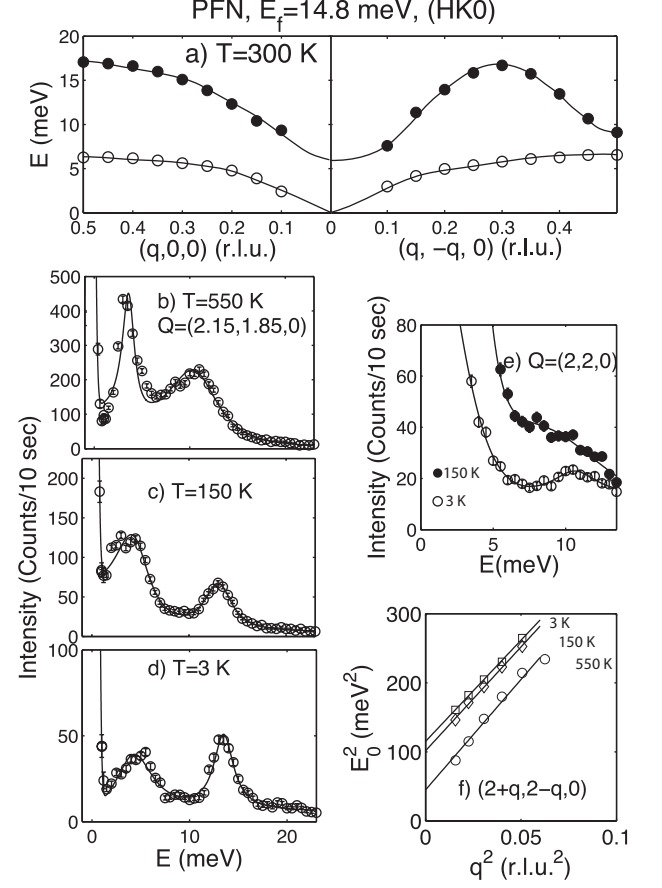 PFN, E_f=14.8 meV, (HK0)
a) T=300 K
E (meV)
20
15
10
5
0
0.5 0.4 0.3 0.2 0.1 0 0.1 0.2 0.3 0.4
(q,0,0) (r.l.u.) (q, −q, 0) (r.l.u.)
Intensity (Counts/10 sec)
b) T=550 K
Q=(2.15,1.85,0)
500
400
300
200
100
0
c) T=150 K
200
150
100
50
0
d) T=3 K
100
50
0
0 10 20
E (meV)
e) Q=(2,2,0)
Intensity (Counts/10 sec)
80
60
40
20
0
150 K
3 K
0 5 10
E(meV)
E_0^2 (meV^2)
300
200
100
0
3 K
150 K
550 K
f) (2+q,2−q,0)
0 0.05 0.1
q^2 (r.l.u.^2)